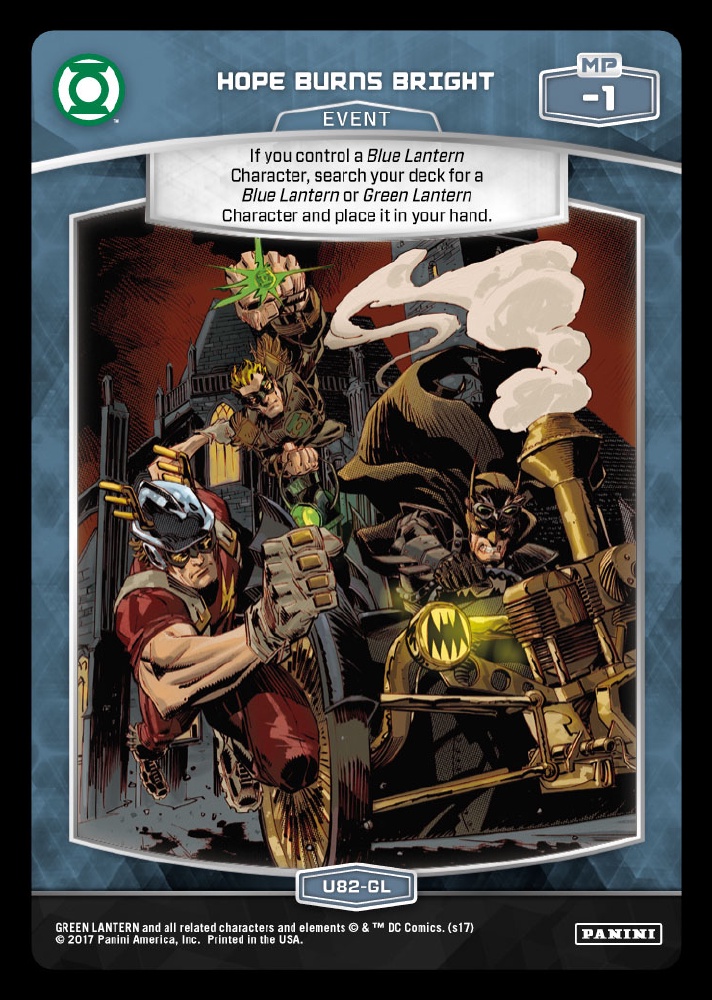 HOPE BURNS BRIGHT
MP
-1
EVENT
If you control a Blue Lantern
Character, search your deck for a
Blue Lantern or Green Lantern
Character and place it in your hand.
U82-GL
GREEN LANTERN and all related characters and elements © & ™ DC Comics. (s17)
© 2017 Panini America, Inc. Printed in the USA.
PANINI